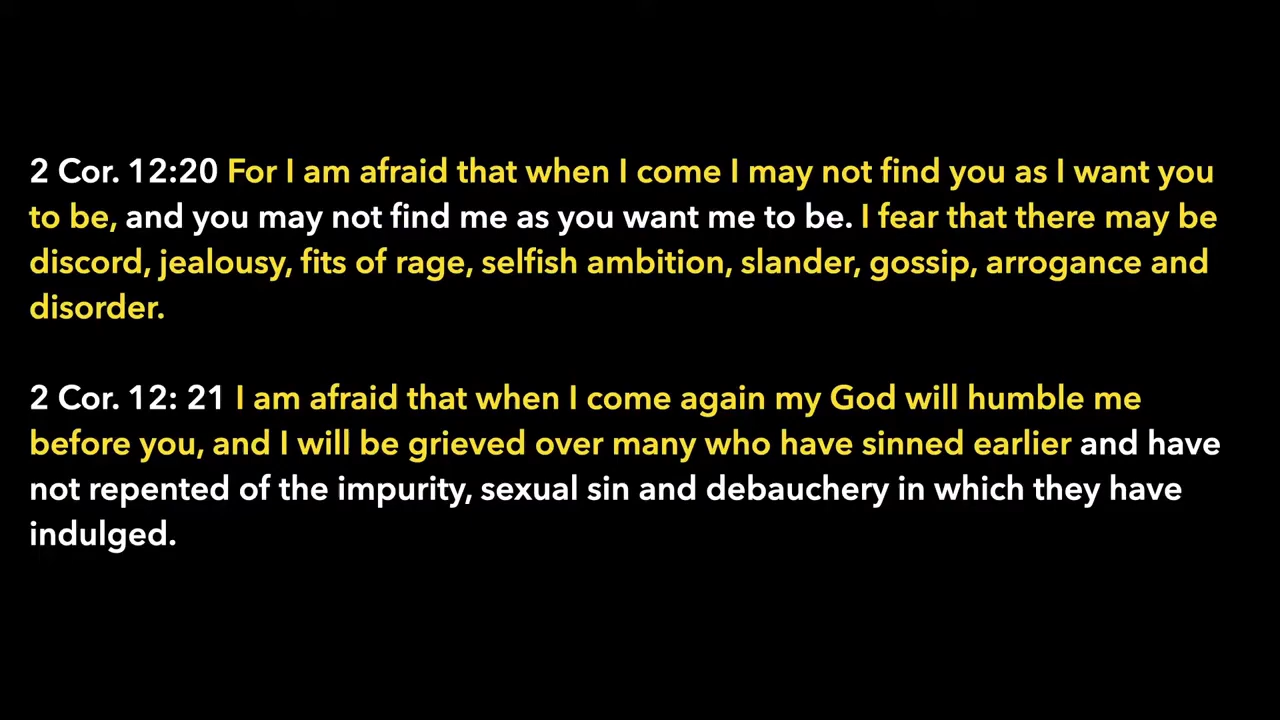 2 Cor. 12:20 For I am afraid that when I come I may not find you as I want you
to be, and you may not find me as you want me to be. I fear that there may be
discord, jealousy, fits of rage, selfish ambition, slander, gossip, arrogance and
disorder.
2 Cor. 12: 21 I am afraid that when I come again my God will humble me
before you, and I will be grieved over many who have sinned earlier and have
not repented of the impurity, sexual sin and debauchery in which they have
indulged.